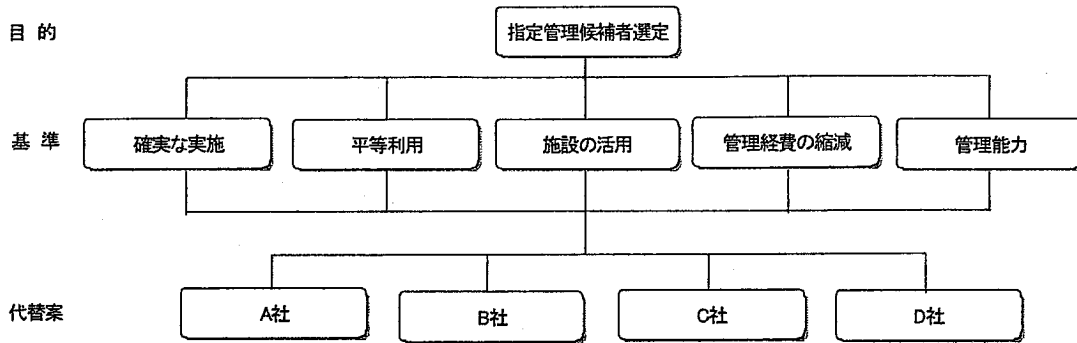 目的
指定管理候補者選定
基準
確実な実施
平等利用
施設の活用
管理経費の縮減
管理能力
代替案
A社
B社
C社
D社